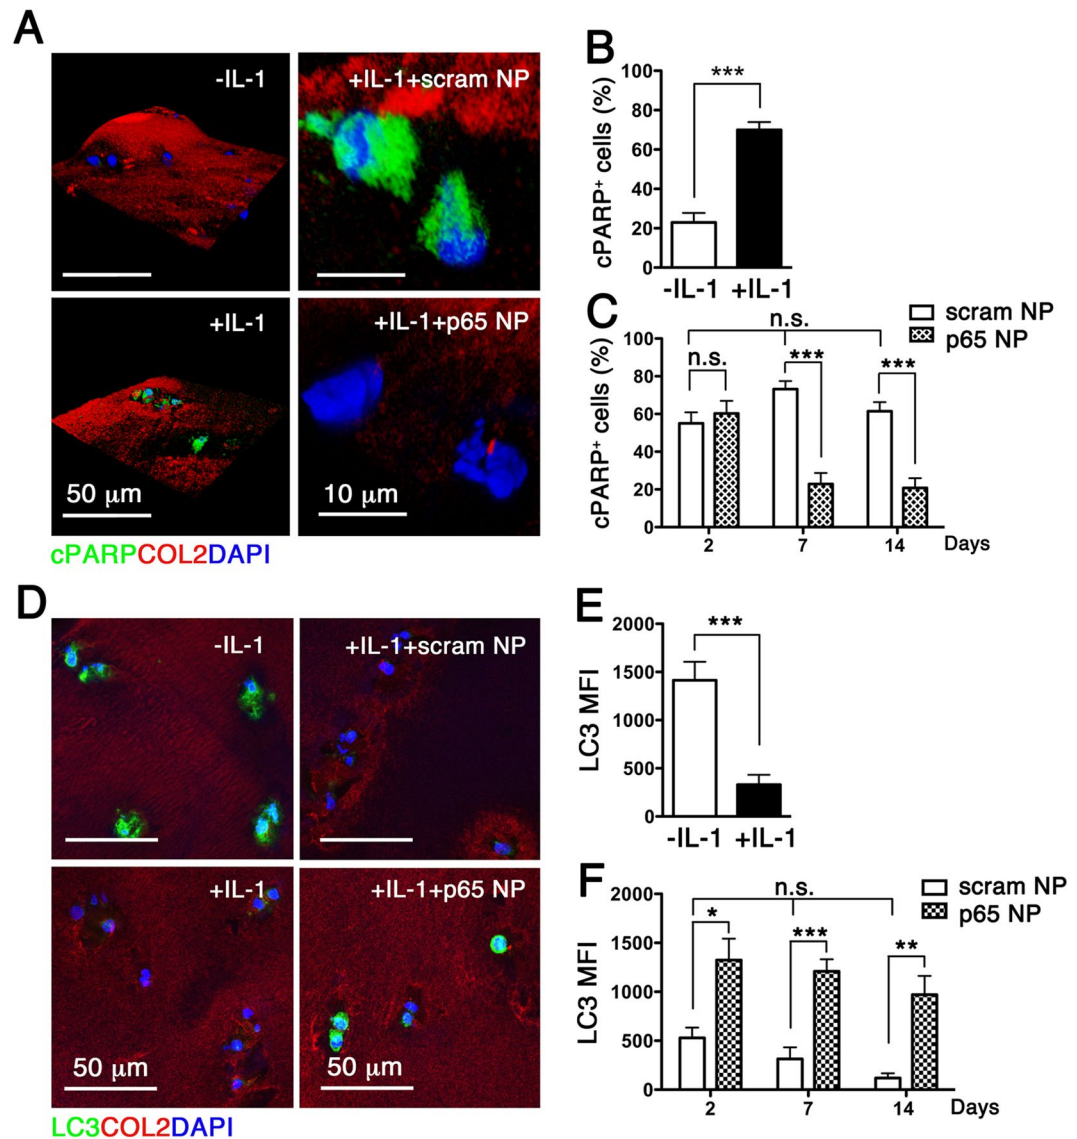 A
-IL-1
+IL-1+scram NP
+IL-1
+IL-1+p65 NP
50 μm
10 μm
cPARPCOL2DAPI
B
cPARP+ cells (%)
100
80
60
40
20
0
***
-IL-1 +IL-1
C
scram NP
p65 NP
cPARP+ cells (%)
100
80
60
40
20
0
n.s.
n.s.
***
***
2 7 14 Days
D
-IL-1
+IL-1+scram NP
+IL-1
+IL-1+p65 NP
50 μm
50 μm
LC3COL2DAPI
E
LC3 MFI
2000
1500
1000
500
0
***
-IL-1 +IL-1
F
scram NP
p65 NP
LC3 MFI
2000
1500
1000
500
0
n.s.
*
***
**
2 7 14 Days